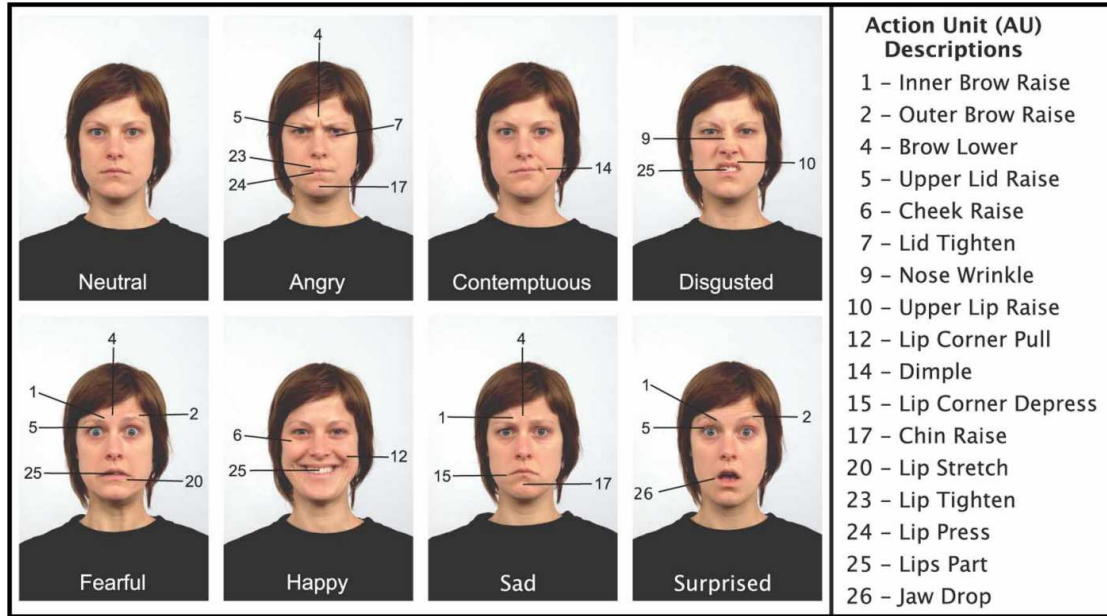 4
5
7
23
24
17
14
9
10
25
Neutral
Angry
Contemptuous
Disgusted
4
1
2
5
25
20
6
12
25
4
1
15
17
1
2
5
26
Fearful
Happy
Sad
Surprised
Action Unit (AU)
Descriptions
1 – Inner Brow Raise
2 – Outer Brow Raise
4 – Brow Lower
5 – Upper Lid Raise
6 – Cheek Raise
7 – Lid Tighten
9 – Nose Wrinkle
10 – Upper Lip Raise
12 – Lip Corner Pull
14 – Dimple
15 – Lip Corner Depress
17 – Chin Raise
20 – Lip Stretch
23 – Lip Tighten
24 – Lip Press
25 – Lips Part
26 – Jaw Drop